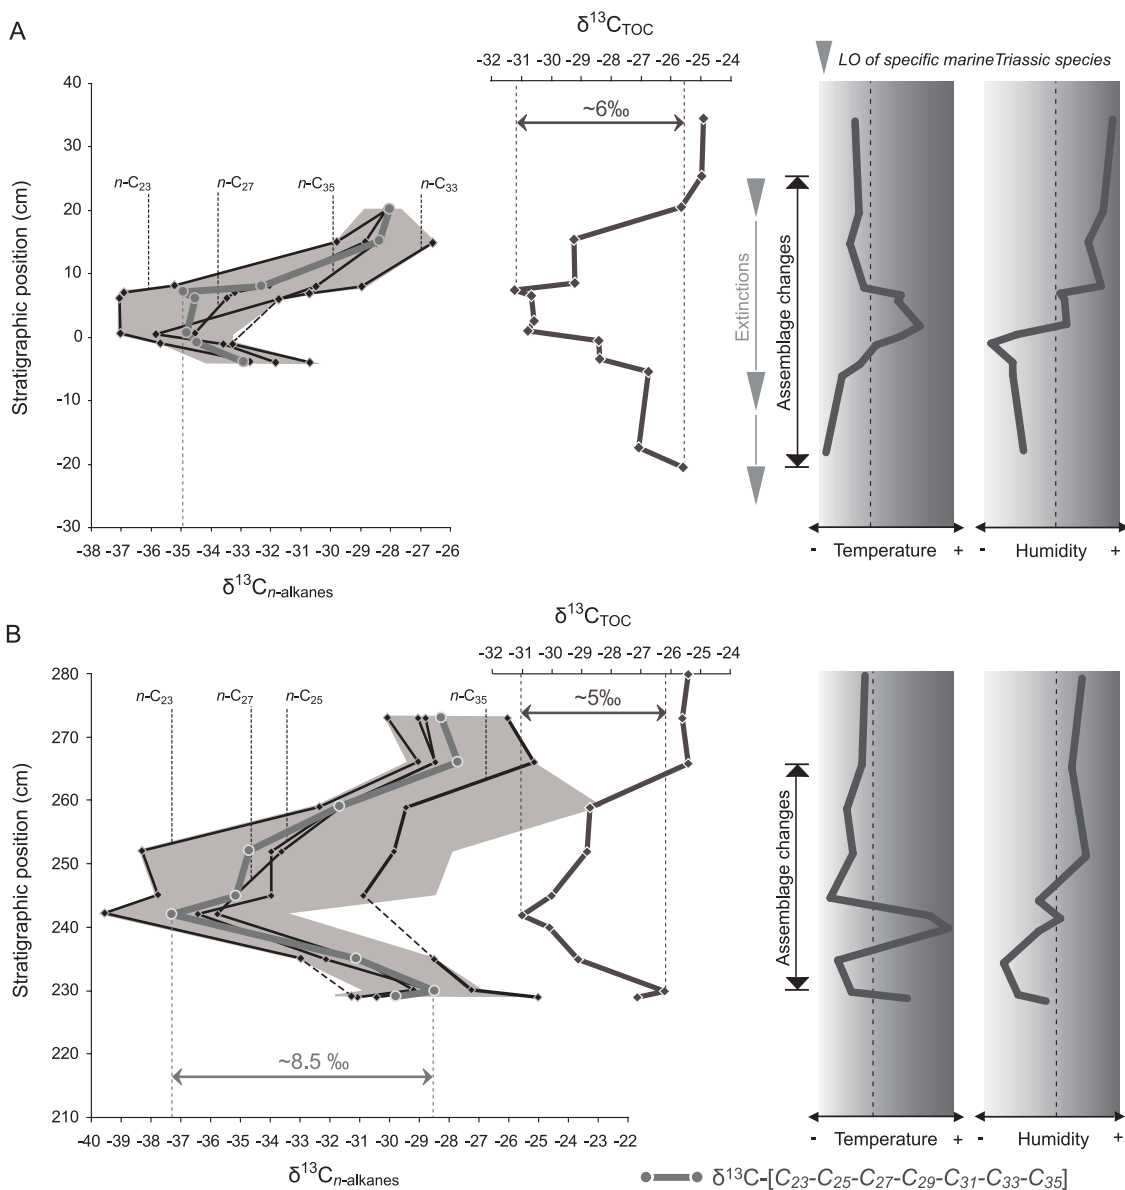 A
δ13CTOC
-32 -31 -30 -29 -28 -27 -26 -25 -24
LO of specific marine Triassic species
~6‰
40
30
20
10
0
-10
-20
-30
Stratigraphic position (cm)
n-C23
n-C27
n-C35
n-C33
Extinctions
Assemblage changes
-38 -37 -36 -35 -34 -33 -32 -31 -30 -29 -28 -27 -26
δ13Cn-alkanes
- Temperature +
- Humidity +
B
δ13CTOC
-32 -31 -30 -29 -28 -27 -26 -25 -24
~5‰
280
270
260
250
240
230
220
210
Stratigraphic position (cm)
n-C23
n-C27
n-C25
n-C35
Assemblage changes
~8.5 ‰
-40 -39 -38 -37 -36 -35 -34 -33 -32 -31 -30 -29 -28 -27 -26 -25 -24 -23 -22
δ13Cn-alkanes
- Temperature +
- Humidity +
δ13C-[C23-C25-C27-C29-C31-C33-C35]